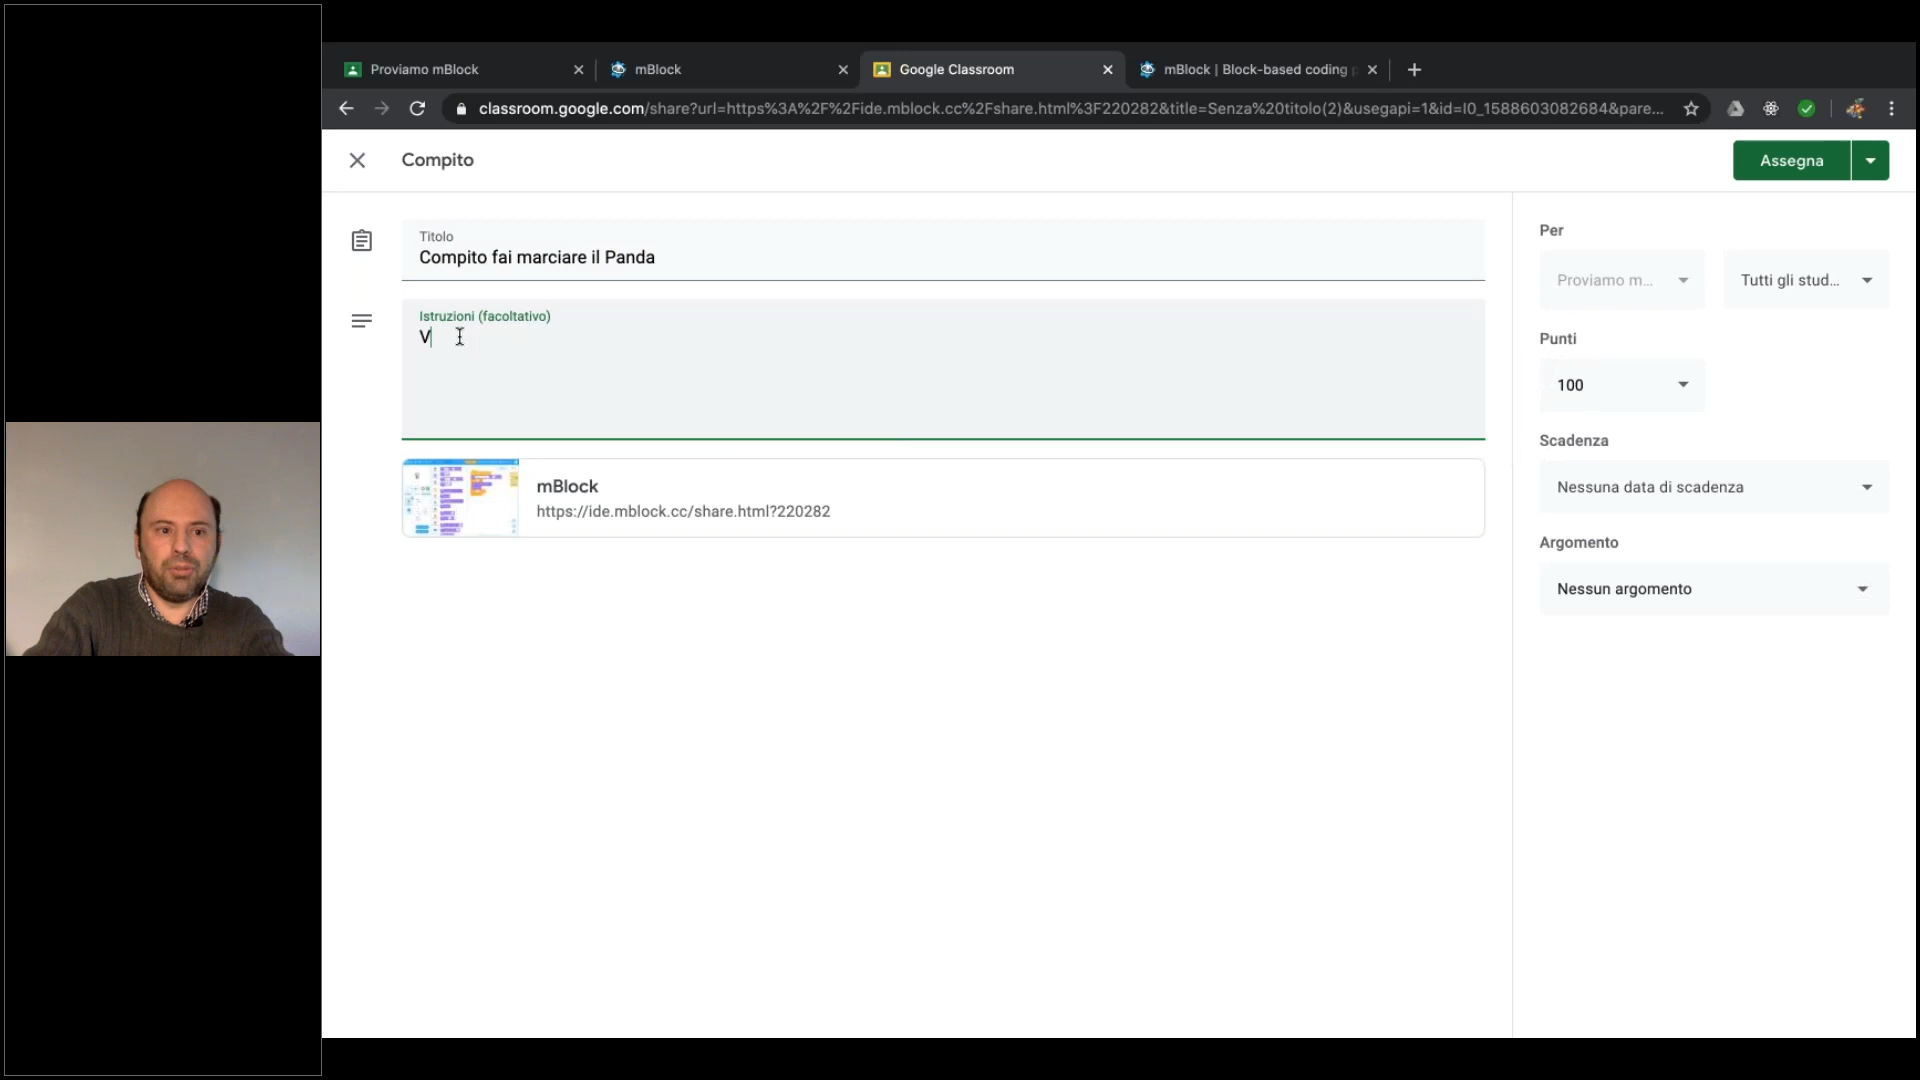 Proviamo mBlock
mBlock
Google Classroom
mBlock | Block-based coding p
classroom.google.com/share?url=https%3A%2F%2Fide.mblock.cc%2Fshare.html%3F220282&title=Senza%20titolo(2)&usegapi=1&id=I0_1588603082684&pare...
Compito
Assegna
Titolo
Compito fai marciare il Panda
Istruzioni (facoltativo)
V
mBlock
https://ide.mblock.cc/share.html?220282
Per
Proviamo m...
Tutti gli stud...
Punti
100
Scadenza
Nessuna data di scadenza
Argomento
Nessun argomento